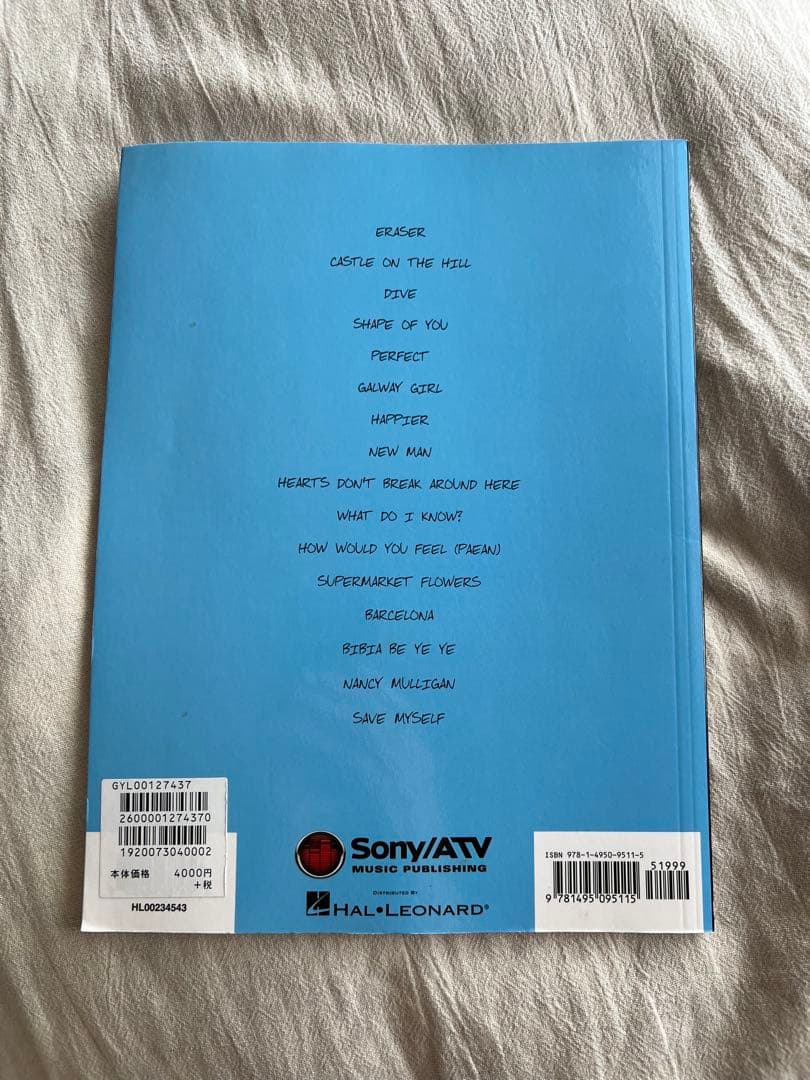 ERASER
CASTLE ON THE HILL
DIVE
SHAPE OF YOU
PERFECT
GALWAY GIRL
HAPPIER
NEW MAN
HEARTS DON'T BREAK AROUND HERE
WHAT DO I KNOW?
HOW WOULD YOU FEEL (PAEAN)
SUPERMARKET FLOWERS
BARCELONA
BIBIA BE YE YE
NANCY MULLIGAN
SAVE MYSELF
GYL00127437
2600001274370
1920073040002
本体価格 4000円
+税
HL00234543
Sony/ATV
MUSIC PUBLISHING
DISTRIBUTED BY
HAL•LEONARD®
ISBN 978-1-4950-9511-5
51999
9 781495 095115